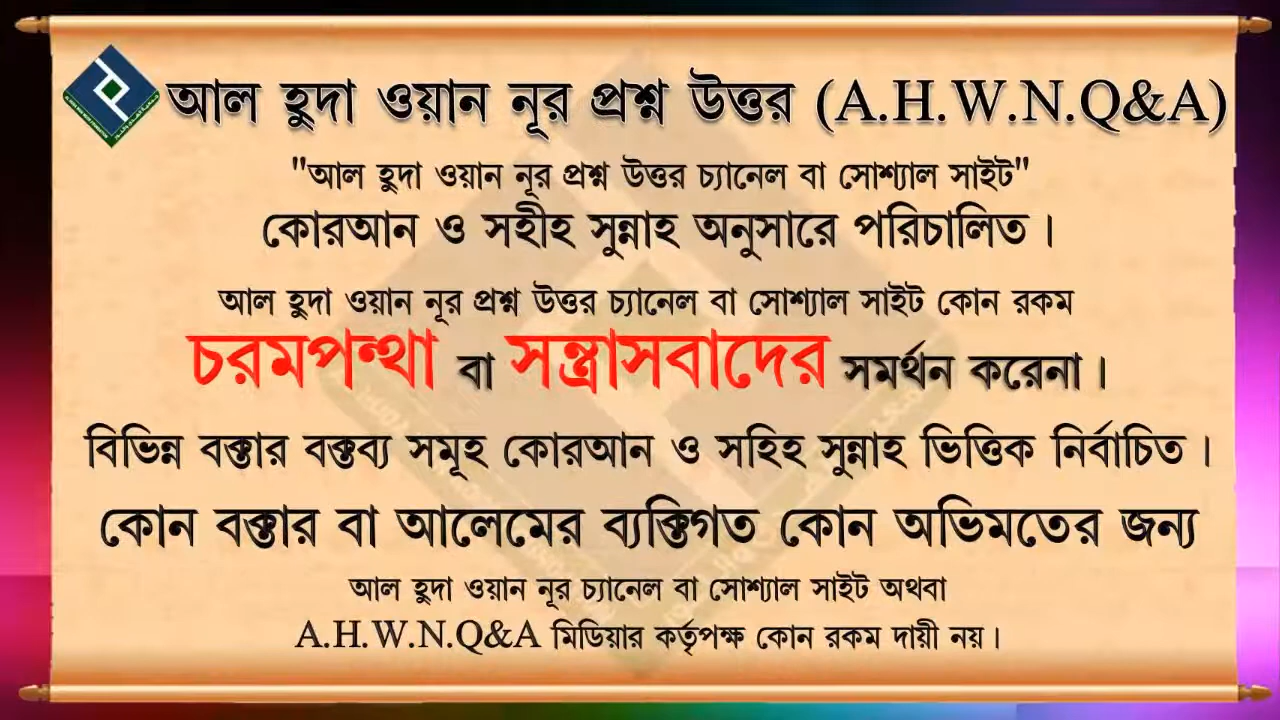 আল হুদা ওয়ান নূর প্রশ্ন উত্তর (A.H.W.N.Q&A)
"আল হুদা ওয়ান নূর প্রশ্ন উত্তর চ্যানেল বা সোশ্যাল সাইট"
কোরআন ও সহীহ সুন্নাহ অনুসারে পরিচালিত।
আল হুদা ওয়ান নূর প্রশ্ন উত্তর চ্যানেল বা সোশ্যাল সাইট কোন রকম
চরমপন্থা বা সন্ত্রাসবাদের সমর্থন করেনা।
বিভিন্ন বক্তার বক্তব্য সমূহ কোরআন ও সহিহ সুন্নাহ ভিত্তিক নির্বাচিত।
কোন বক্তার বা আলেমের ব্যক্তিগত কোন অভিমতের জন্য
আল হুদা ওয়ান নূর চ্যানেল বা সোশ্যাল সাইট অথবা
A.H.W.N.Q&A মিডিয়ার কর্তৃপক্ষ কোন রকম দায়ী নয়।